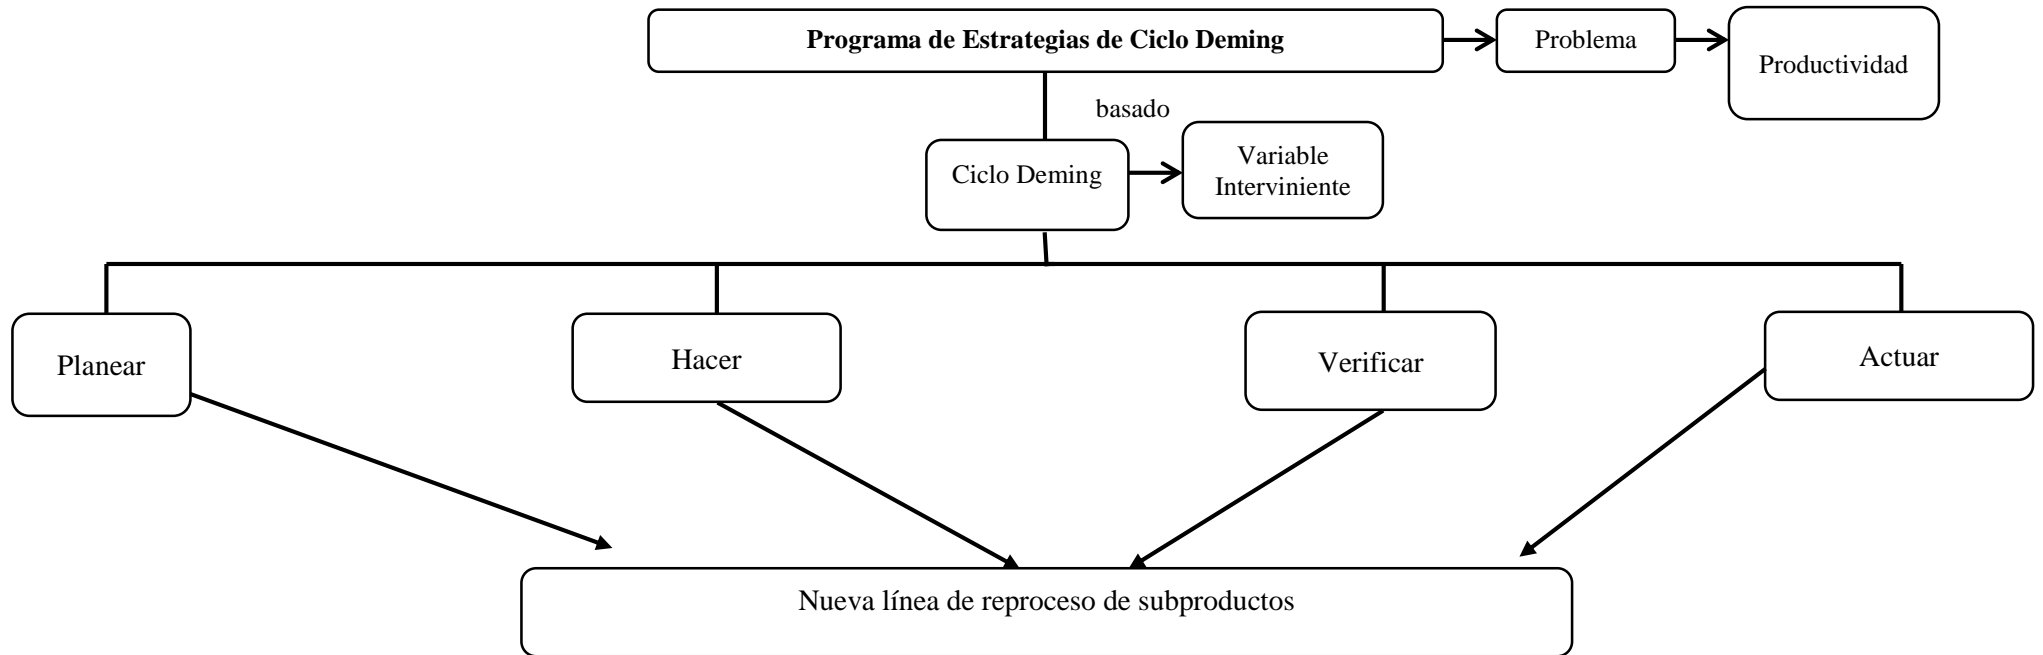 Programa de Estrategias de Ciclo Deming
Problema
Productividad
basado
Ciclo Deming
Variable
Interviniente
Planear
Hacer
Verificar
Actuar
Nueva línea de reproceso de subproductos